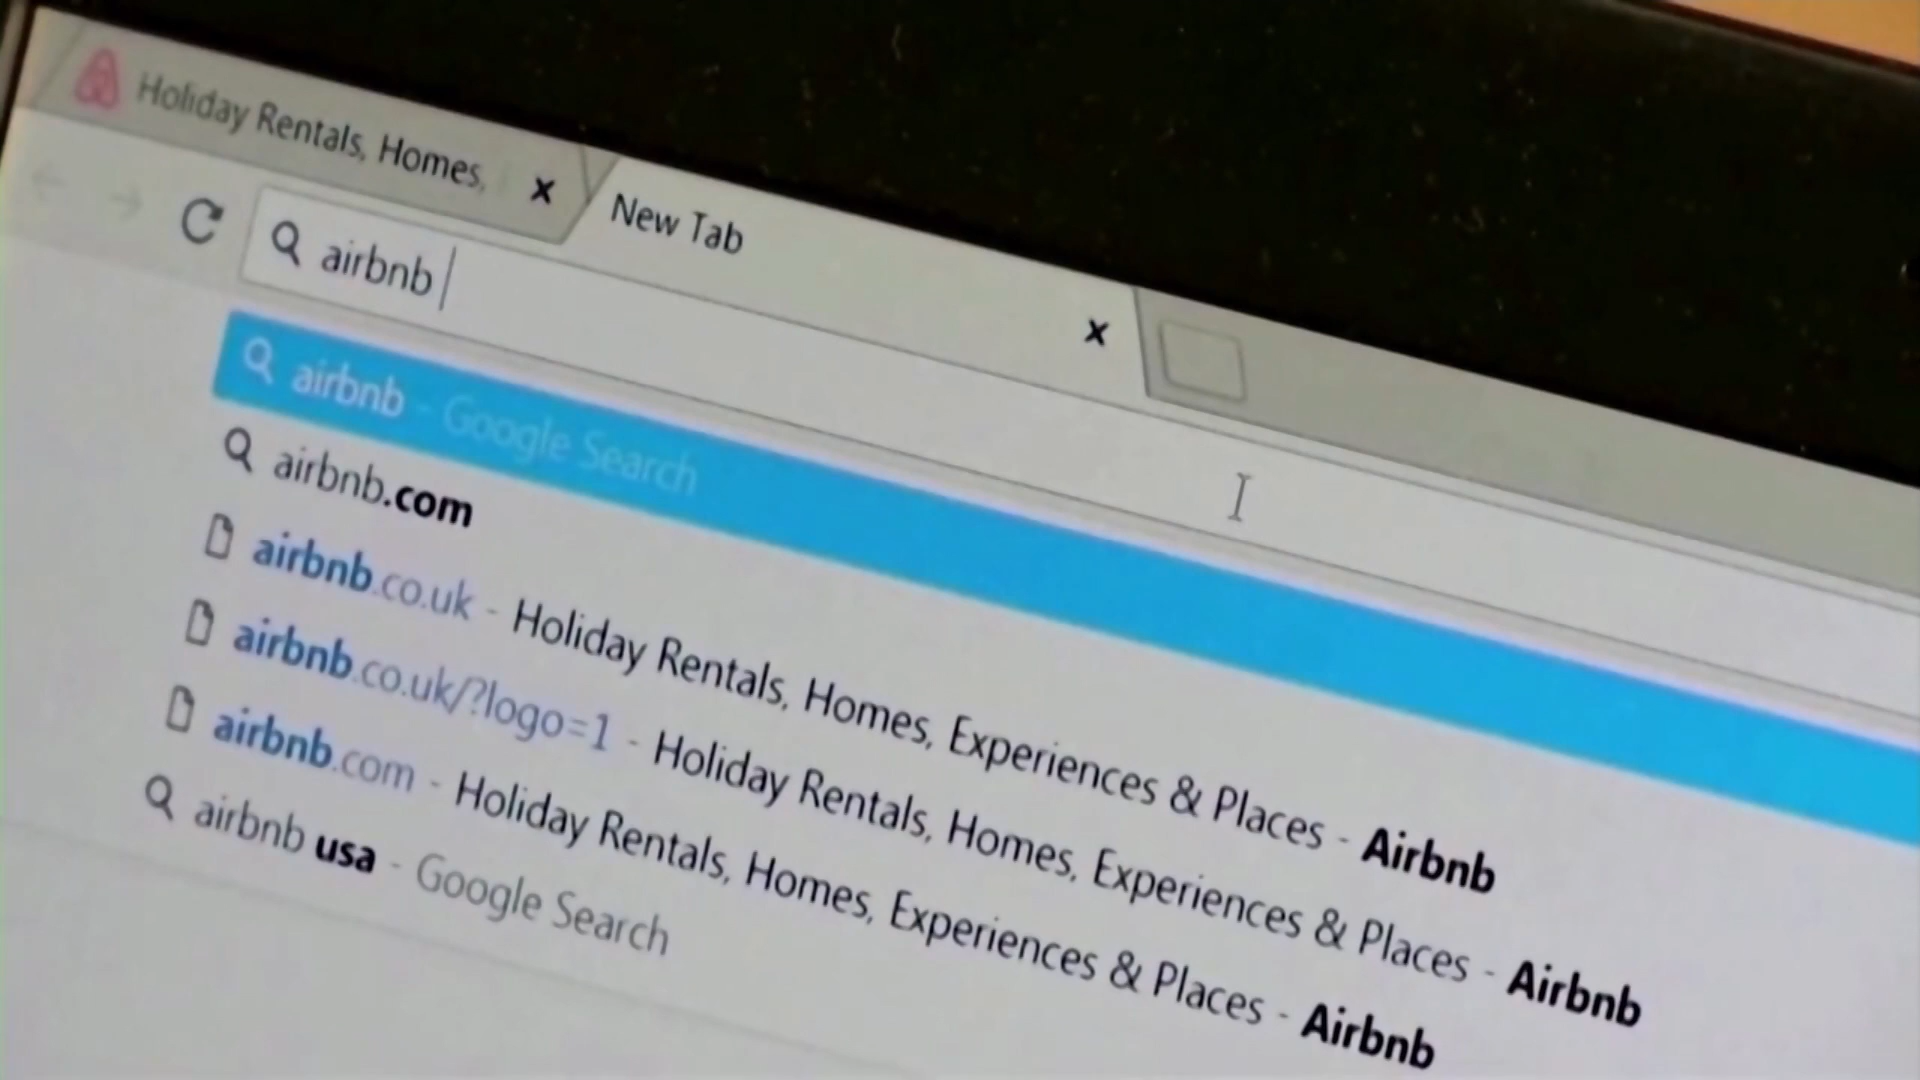 Holiday Rentals, Homes,
New Tab
airbnb
airbnb - Google Search
airbnb.com
airbnb.co.uk - Holiday Rentals, Homes, Experiences & Places - Airbnb
airbnb.co.uk/?logo=1 - Holiday Rentals, Homes, Experiences & Places - Airbnb
airbnb.com - Holiday Rentals, Homes, Experiences & Places - Airbnb
airbnb usa - Google Search